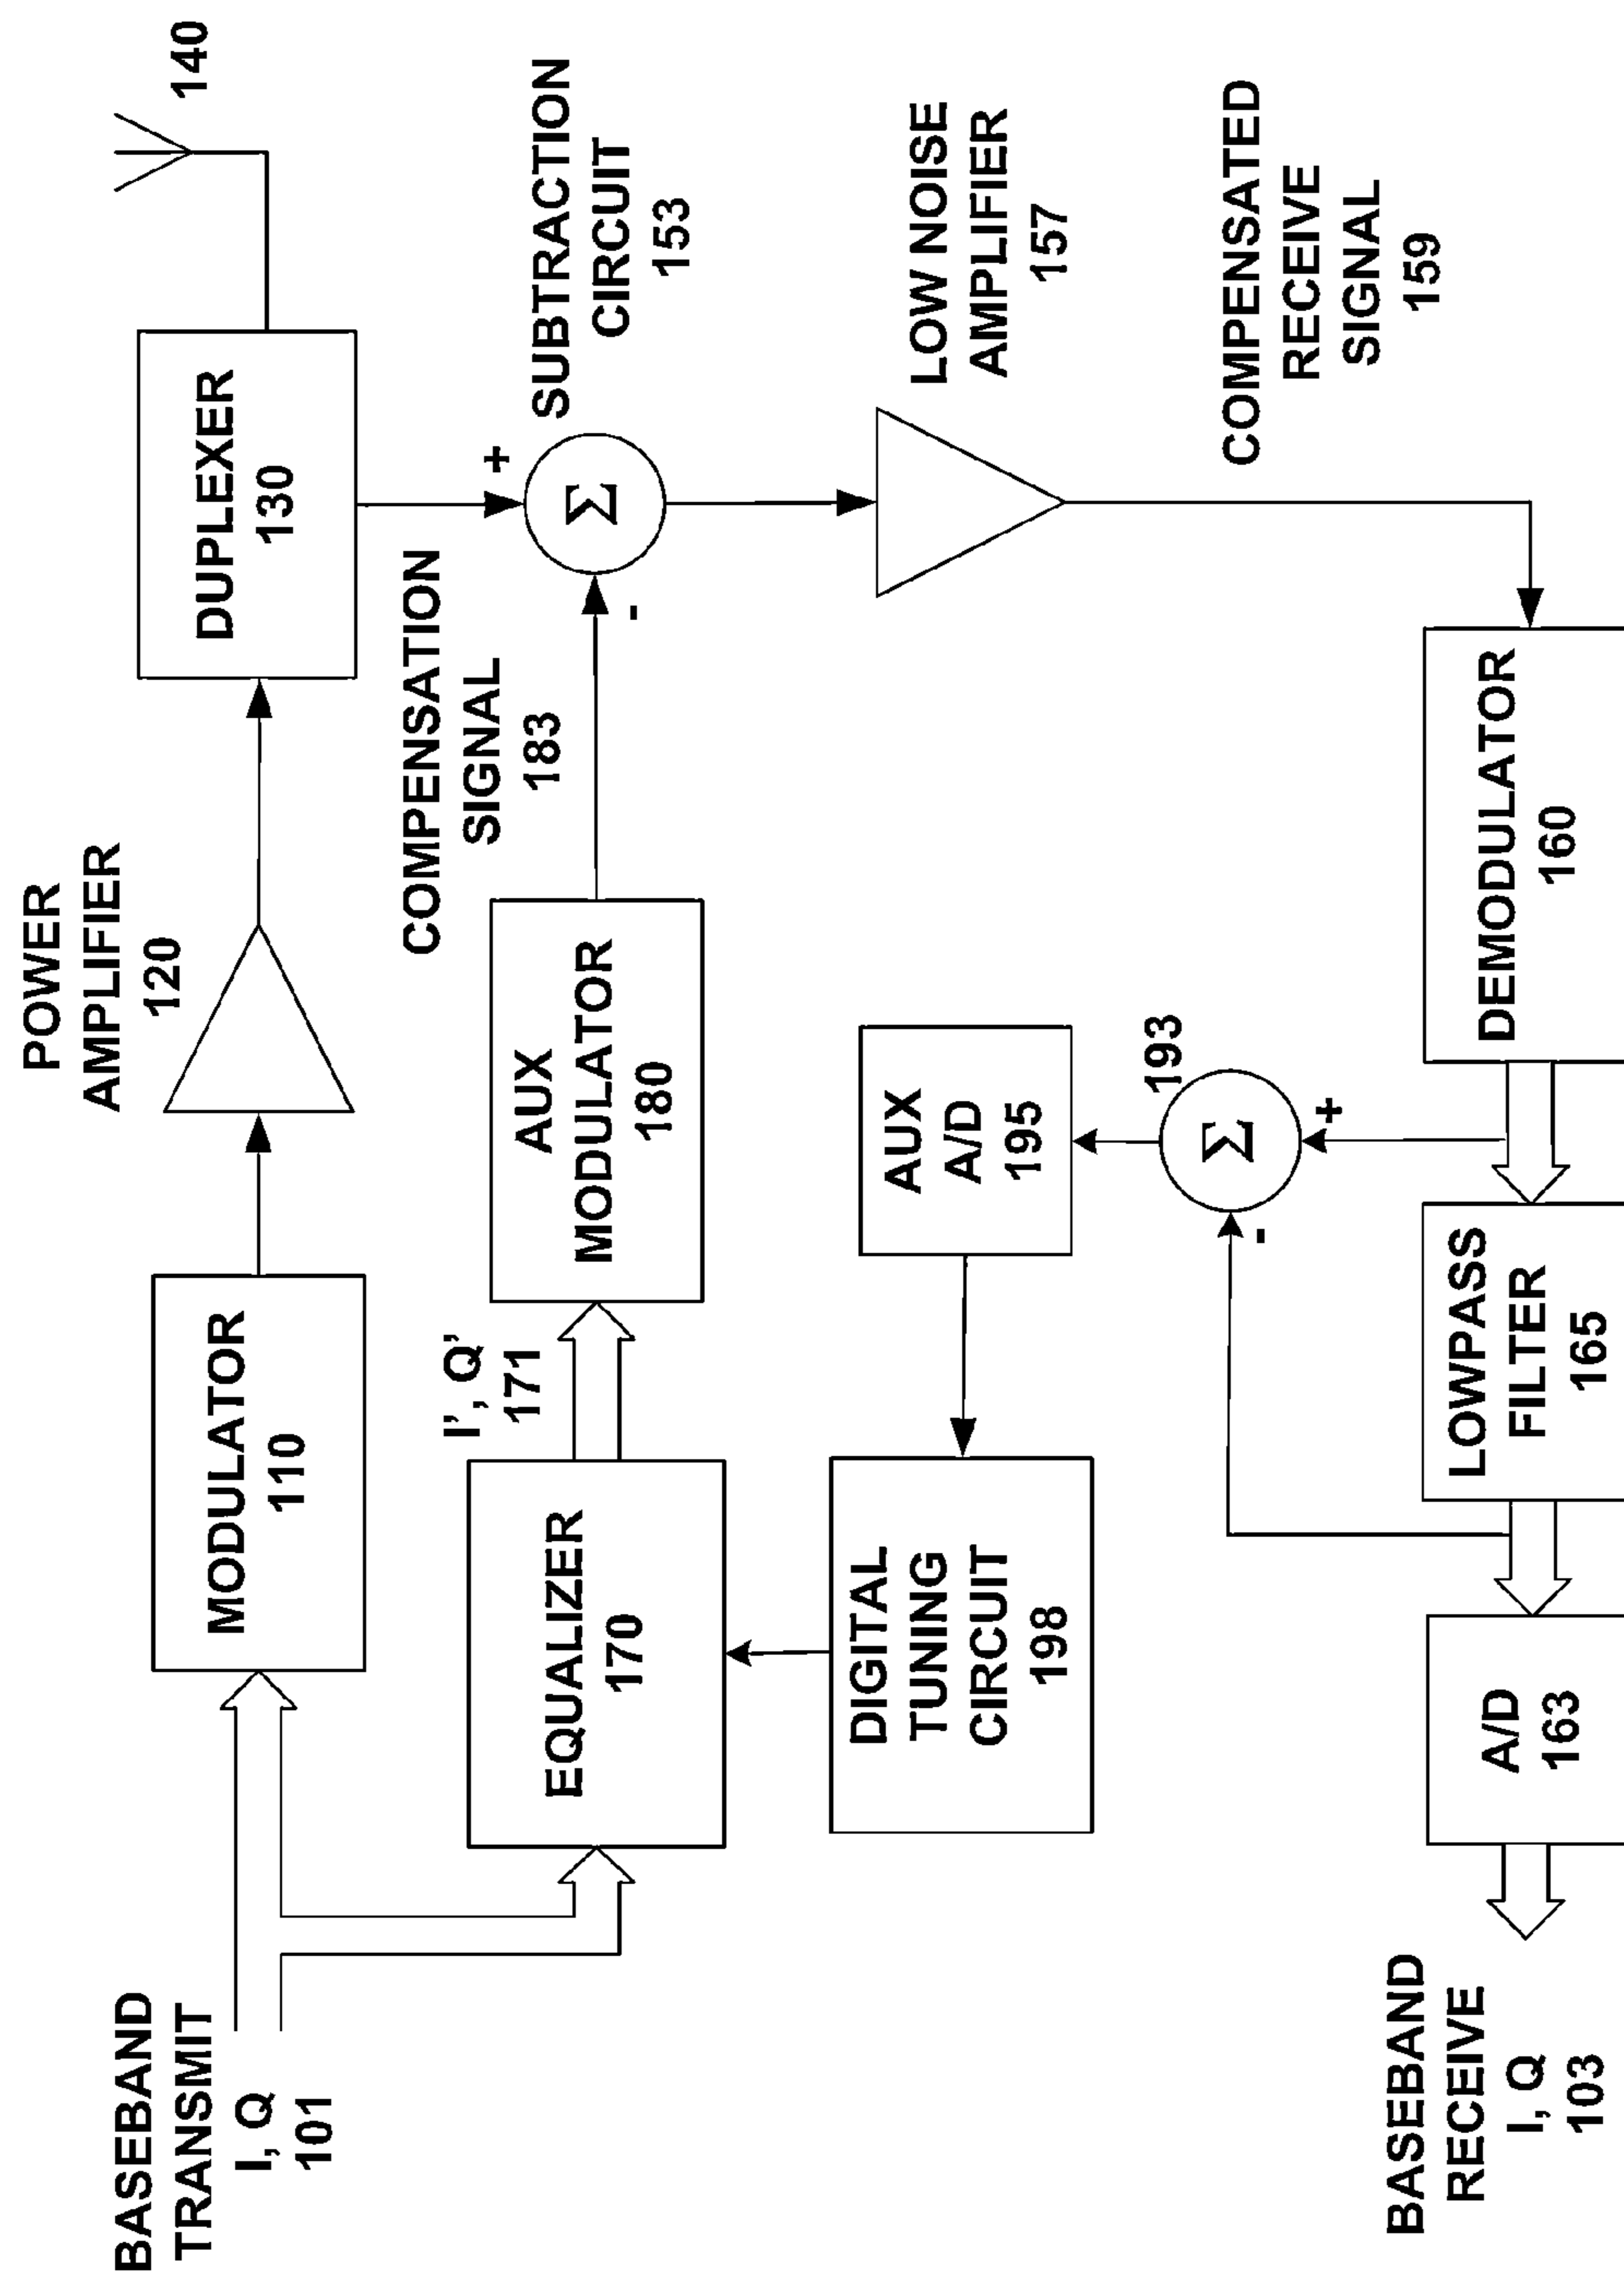 BASEBAND
TRANSMIT
I, Q
101
MODULATOR
110
POWER
AMPLIFIER
120
DUPLEXER
130
140
EQUALIZER
170
I', Q'
171
AUX
MODULATOR
180
COMPENSATION
SIGNAL
183
+
-
Σ
SUBTRACTION
CIRCUIT
153
DIGITAL
TUNING
CIRCUIT
198
AUX
A/D
195
LOW NOISE
AMPLIFIER
157
193
Σ
-
+
COMPENSATED
RECEIVE
SIGNAL
159
BASEBAND
RECEIVE
I, Q
103
A/D
163
LOWPASS
FILTER
165
DEMODULATOR
160